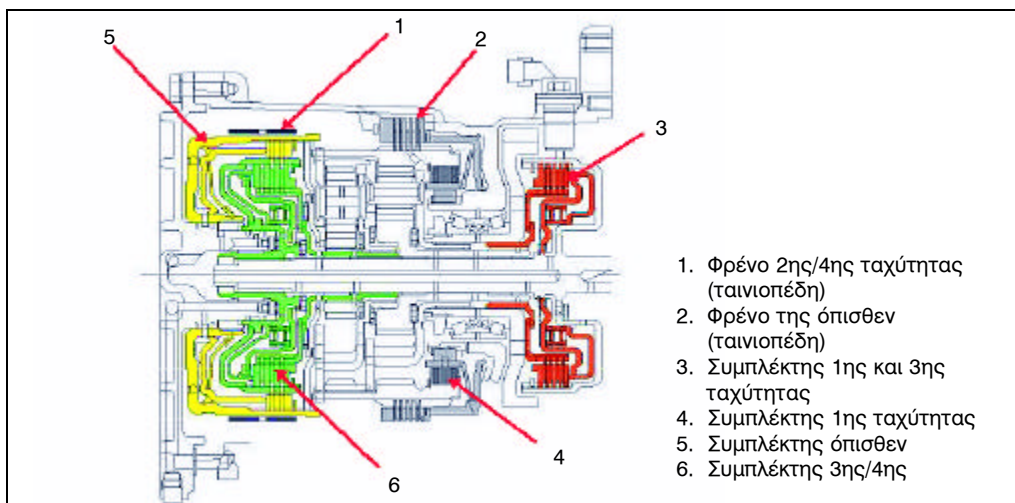 5
1
2
3
1. Φρένο 2ης/4ης ταχύτητας
(ταινιοπέδη)
2. Φρένο της όπισθεν
(ταινιοπέδη)
3. Συμπλέκτης 1ης και 3ης
ταχύτητας
4. Συμπλέκτης 1ης ταχύτητας
5. Συμπλέκτης όπισθεν
6. Συμπλέκτης 3ης/4ης
4
6